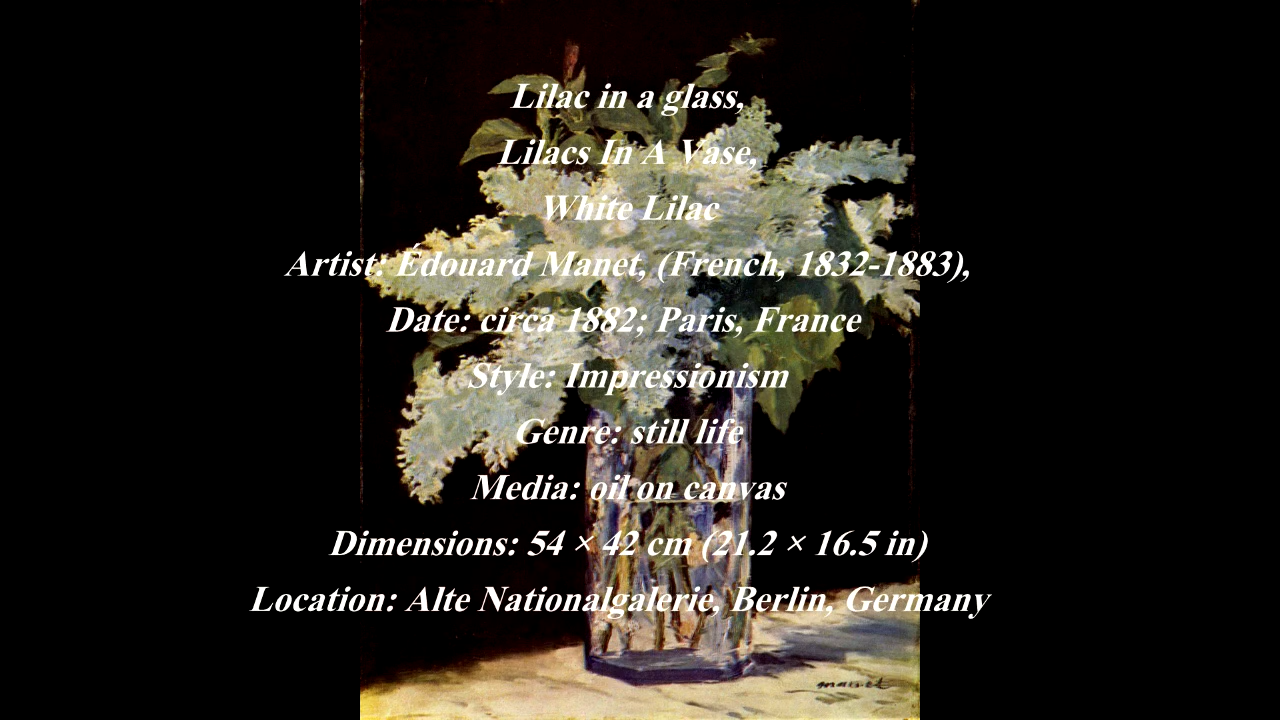 Lilac in a glass,
Lilacs In A Vase,
White Lilac
Artist: Édouard Manet, (French, 1832-1883),
Date: circa 1882; Paris, France
Style: Impressionism
Genre: still life
Media: oil on canvas
Dimensions: 54 × 42 cm (21.2 × 16.5 in)
Location: Alte Nationalgalerie, Berlin, Germany
manet